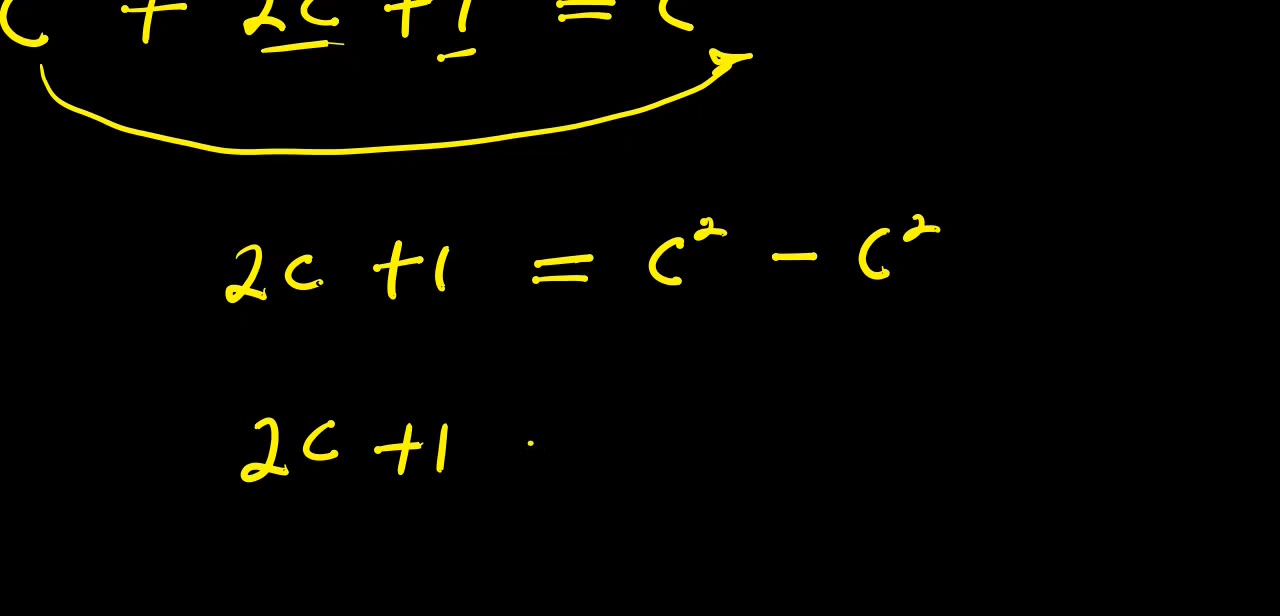 c + 2c + 1 = c
2c + 1 = c² - c²
2c + 1